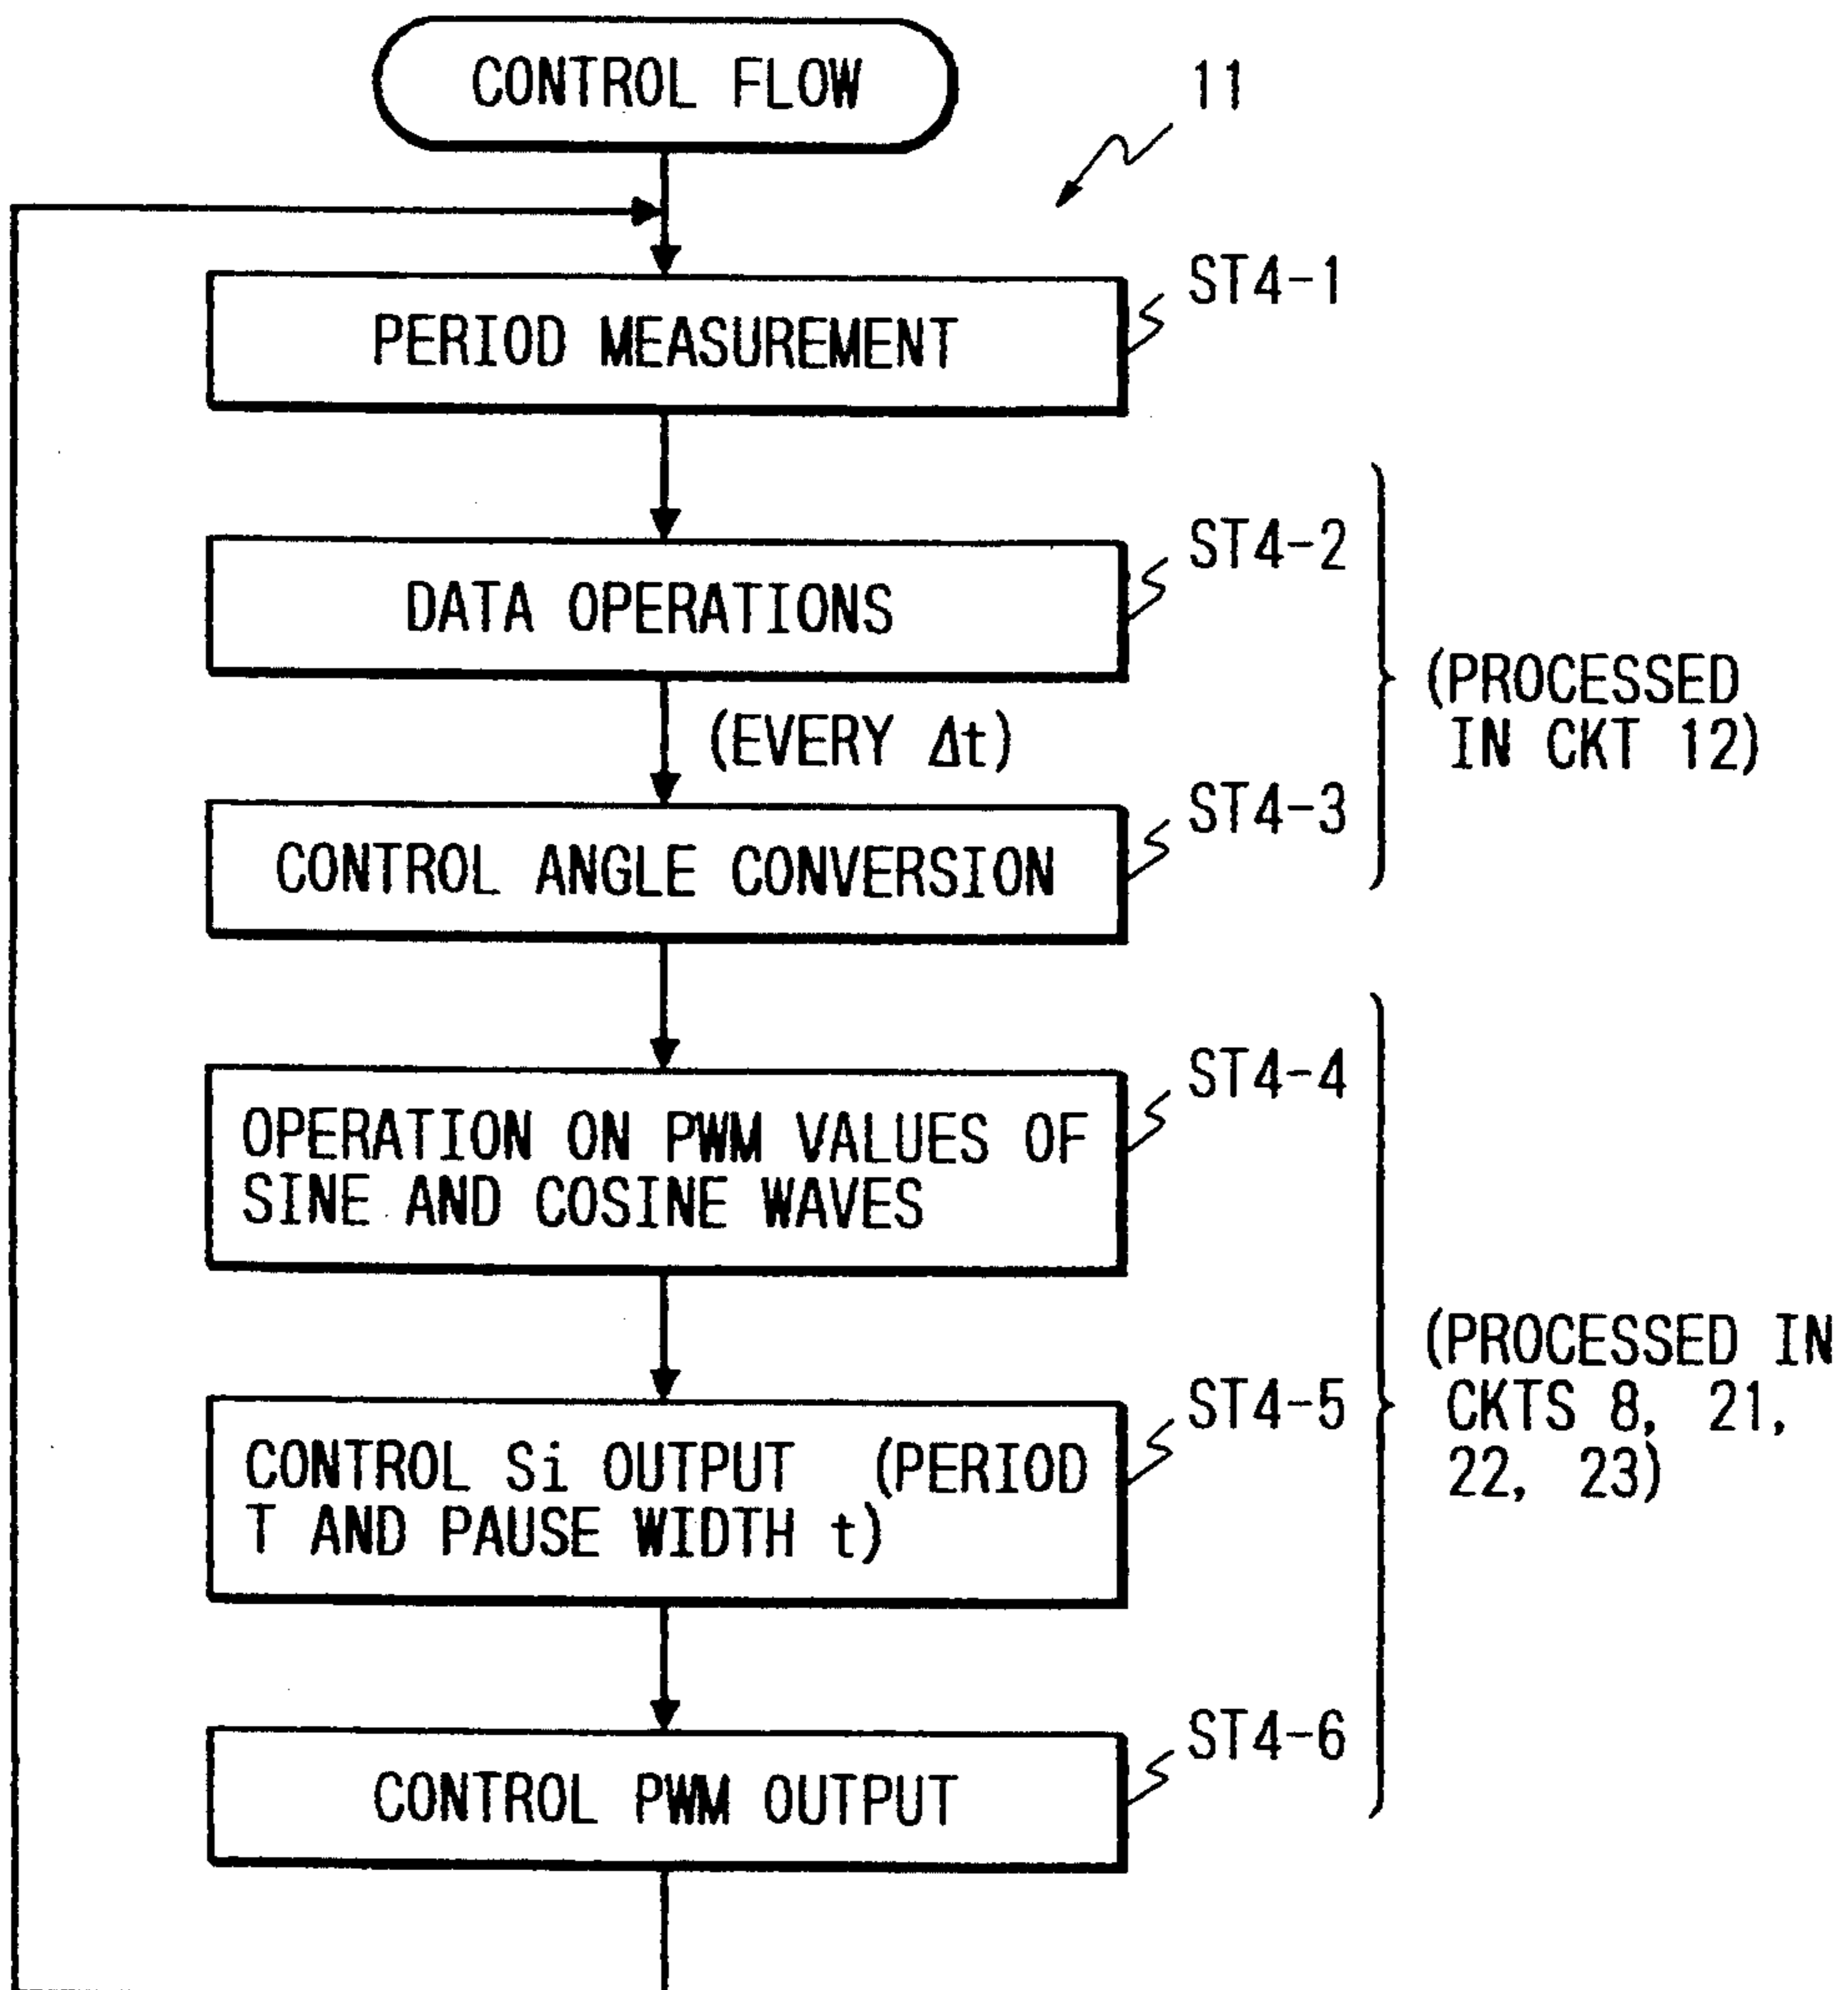 CONTROL FLOW
11
PERIOD MEASUREMENT
ST4-1
DATA OPERATIONS
ST4-2
(EVERY Δt)
(PROCESSED
IN CKT 12)
CONTROL ANGLE CONVERSION
ST4-3
OPERATION ON PWM VALUES OF
SINE AND COSINE WAVES
ST4-4
CONTROL Si OUTPUT (PERIOD
T AND PAUSE WIDTH t)
ST4-5
(PROCESSED IN
CKTS 8, 21,
22, 23)
CONTROL PWM OUTPUT
ST4-6